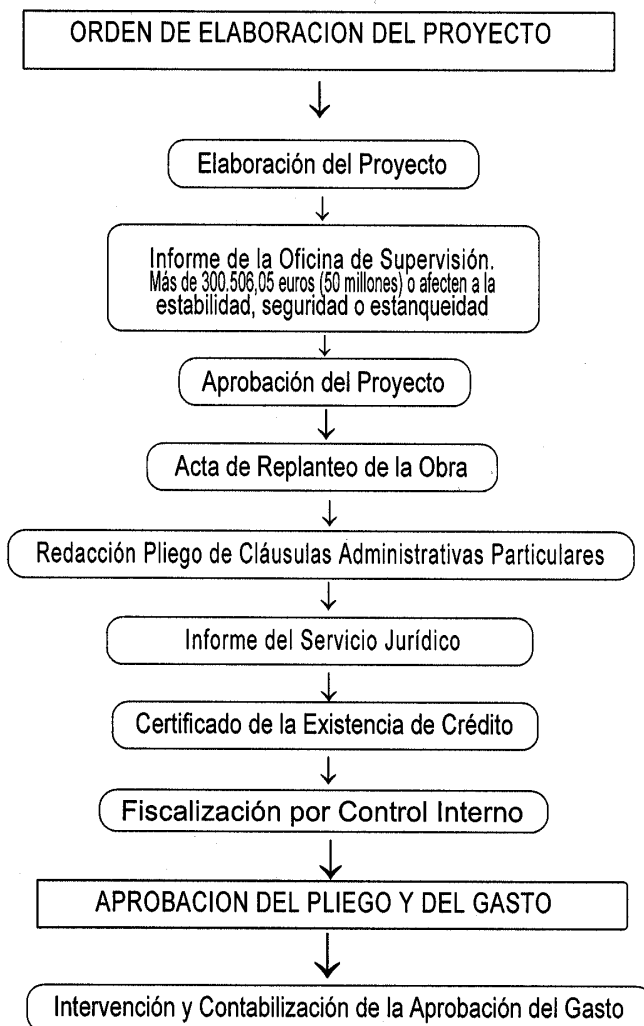 ORDEN DE ELABORACION DEL PROYECTO
Elaboración del Proyecto
Informe de la Oficina de Supervisión.
Más de 300.506,05 euros (50 millones) o afecten a la
estabilidad, seguridad o estanqueidad
Aprobación del Proyecto
Acta de Replanteo de la Obra
Redacción Pliego de Cláusulas Administrativas Particulares
Informe del Servicio Jurídico
Certificado de la Existencia de Crédito
Fiscalización por Control Interno
APROBACION DEL PLIEGO Y DEL GASTO
Intervención y Contabilización de la Aprobación del Gasto